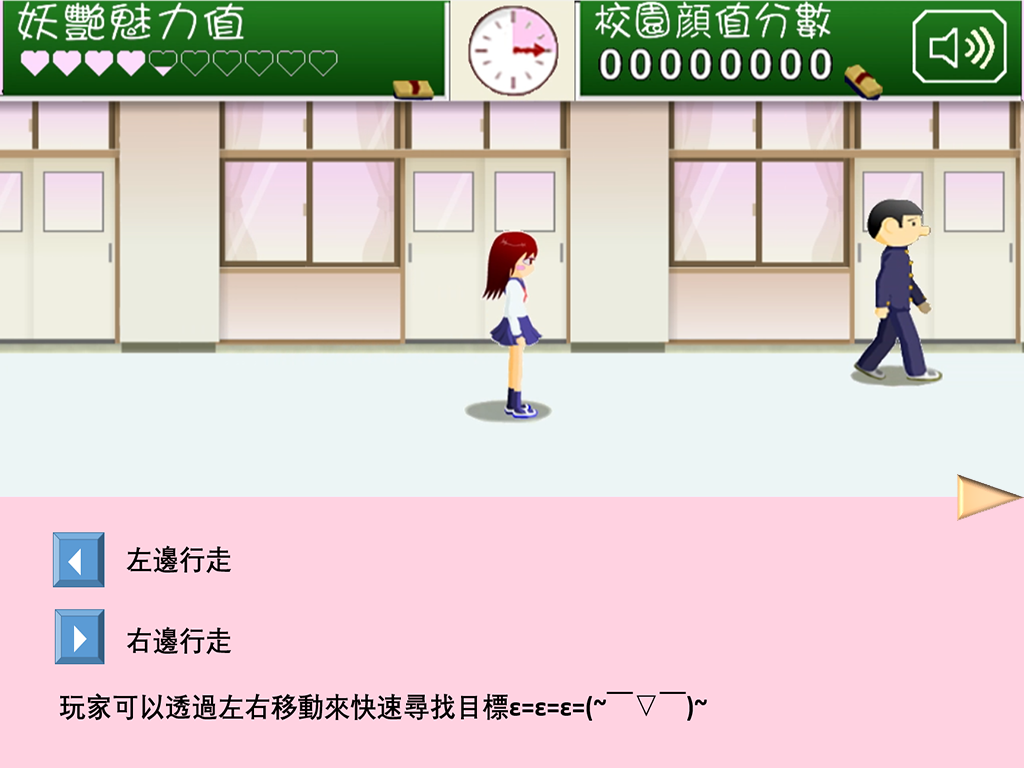 妖艷魅力值
校園顏值分數
00000000
左邊行走
右邊行走
玩家可以透過左右移動來快速尋找目標ε=ε=ε=(~￣▽￣)~